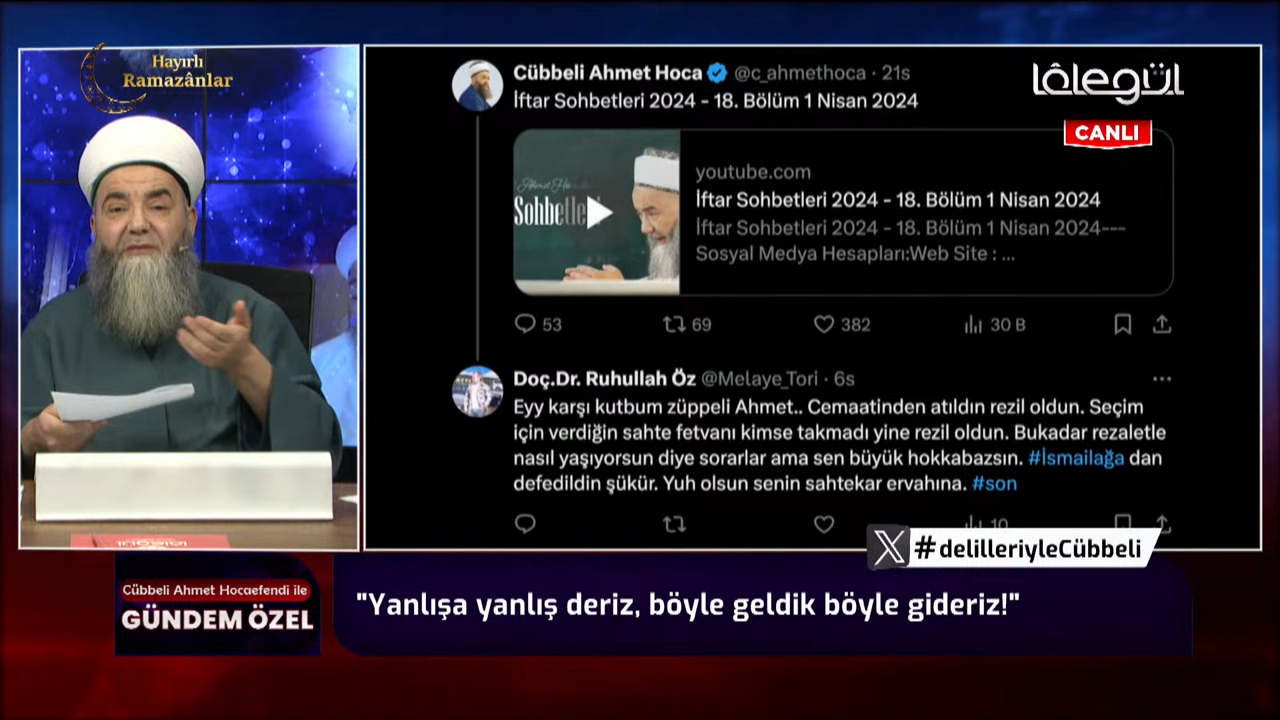 Hayırlı
Ramazânlar
lâlegül
CANLI
Cübbeli Ahmet Hoca @c_ahmethoca · 21s
İftar Sohbetleri 2024 - 18. Bölüm 1 Nisan 2024
Sohbetle
youtube.com
İftar Sohbetleri 2024 - 18. Bölüm 1 Nisan 2024
İftar Sohbetleri 2024 - 18. Bölüm 1 Nisan 2024---
Sosyal Medya Hesapları:Web Site : ...
53 69 382 30 B
Doç.Dr. Ruhullah Öz @Melaye_Tori · 6s
Eyy karşı kutbum züppeli Ahmet.. Cemaatinden atıldın rezil oldun. Seçim
için verdiğin sahte fetvanı kimse takmadı yine rezil oldun. Bukadar rezaletle
nasıl yaşıyorsun diye sorarlar ama sen büyük hokkabazsın. #İsmailağa dan
defedildin şükür. Yuh olsun senin sahtekar ervahına. #son
10
X #delilleriyleCübbeli
Cübbeli Ahmet Hocaefendi ile
GÜNDEM ÖZEL
"Yanlışa yanlış deriz, böyle geldik böyle gideriz!"